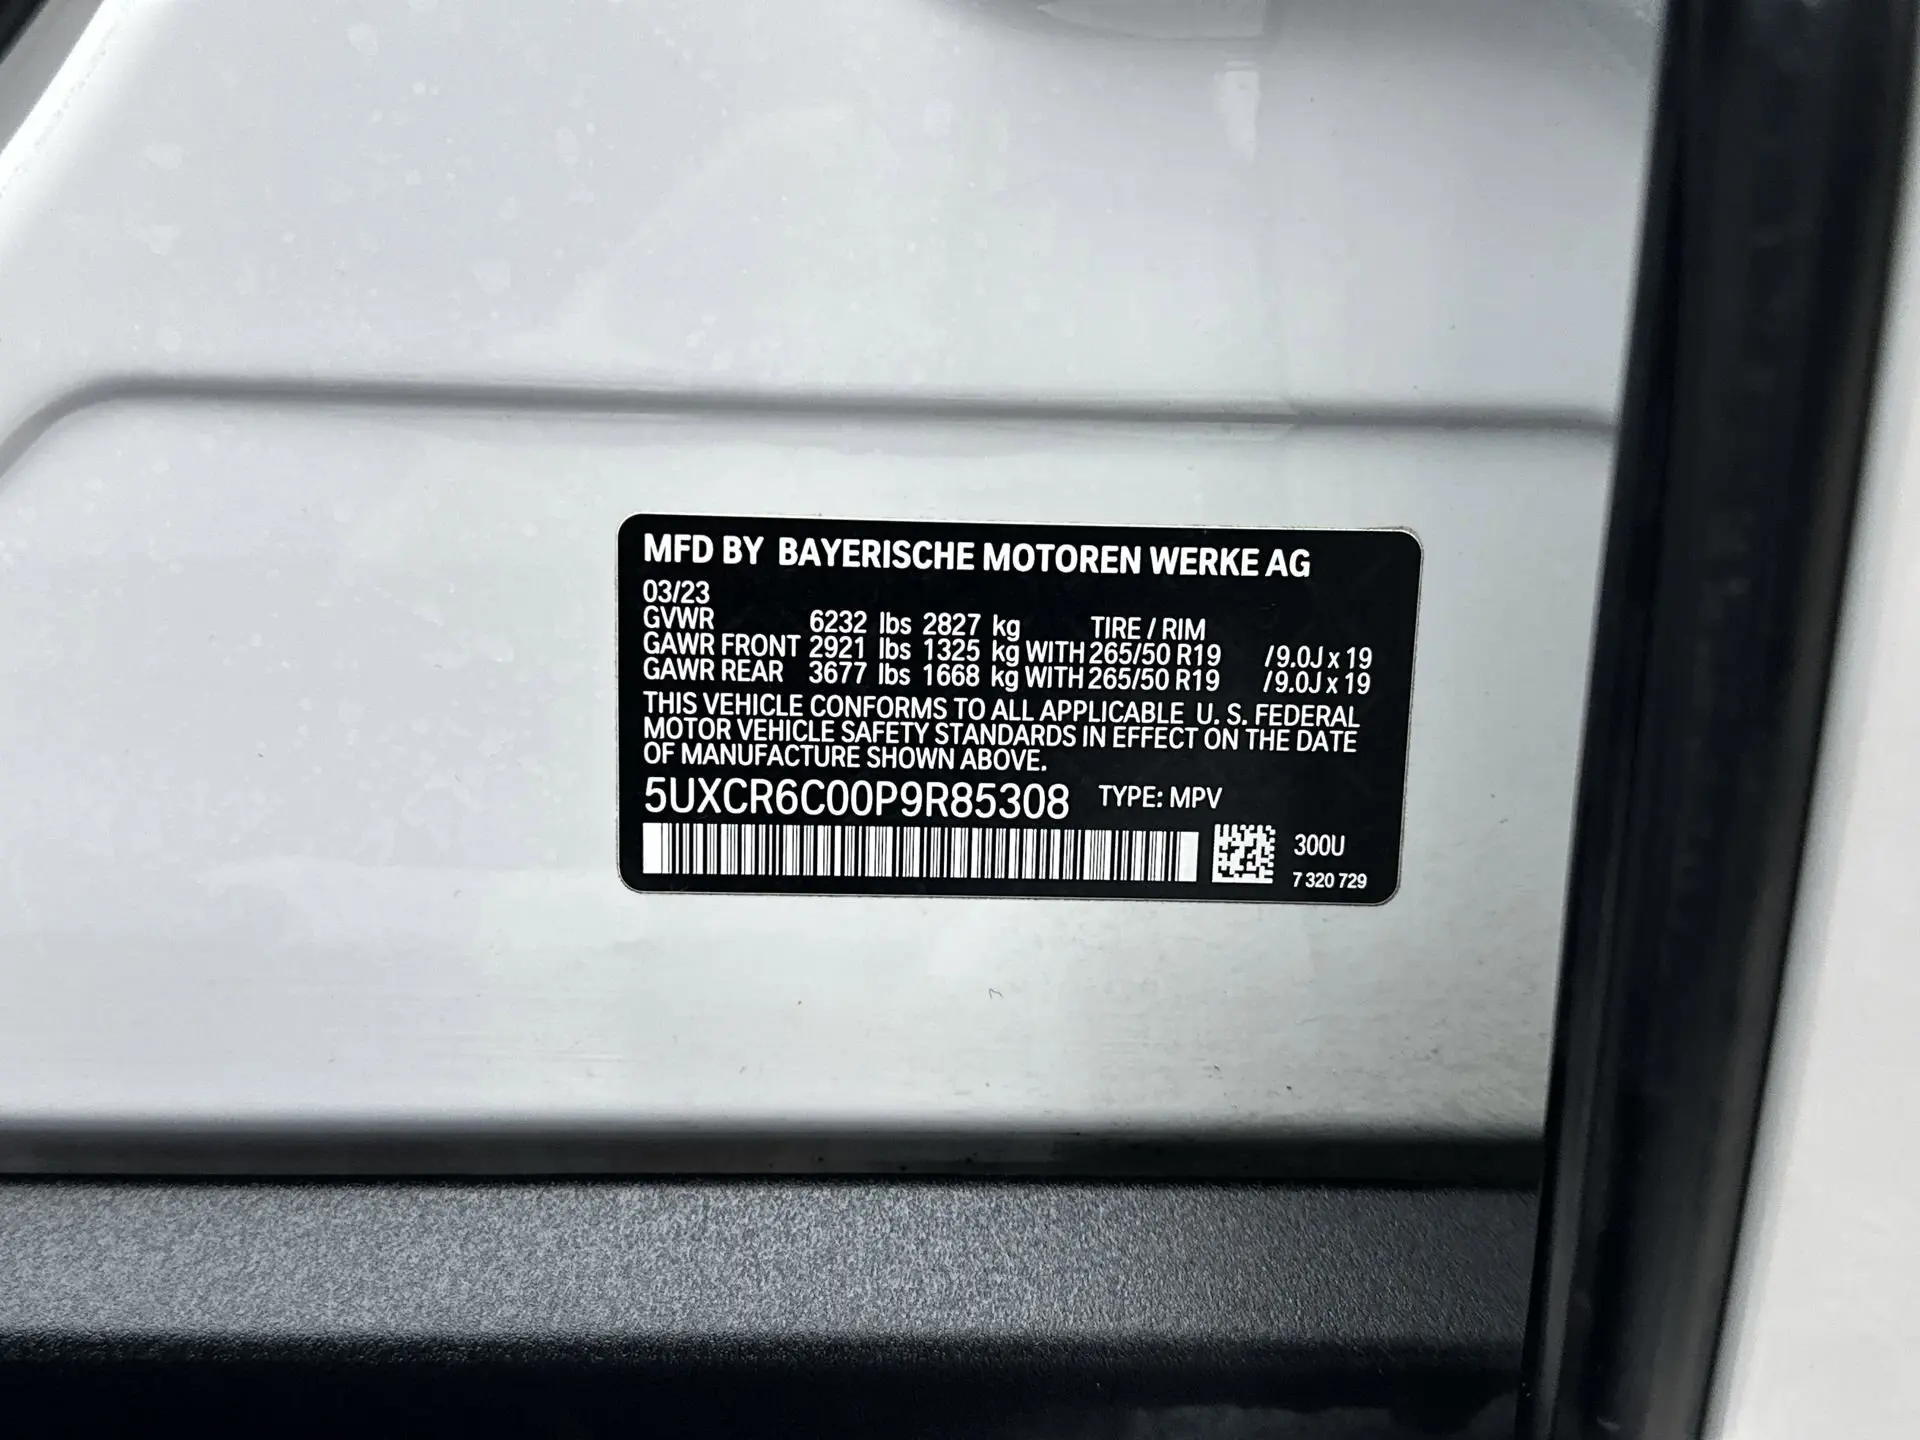 MFD BY BAYERISCHE MOTOREN WERKE AG
03/23
GVWR 6232 lbs 2827 kg TIRE / RIM
GAWR FRONT 2921 lbs 1325 kg WITH 265/50 R19 / 9.0J x 19
GAWR REAR 3677 lbs 1668 kg WITH 265/50 R19 / 9.0J x 19
THIS VEHICLE CONFORMS TO ALL APPLICABLE U. S. FEDERAL
MOTOR VEHICLE SAFETY STANDARDS IN EFFECT ON THE DATE
OF MANUFACTURE SHOWN ABOVE.
5UXCR6C00P9R85308 TYPE: MPV
300U
7 320 729